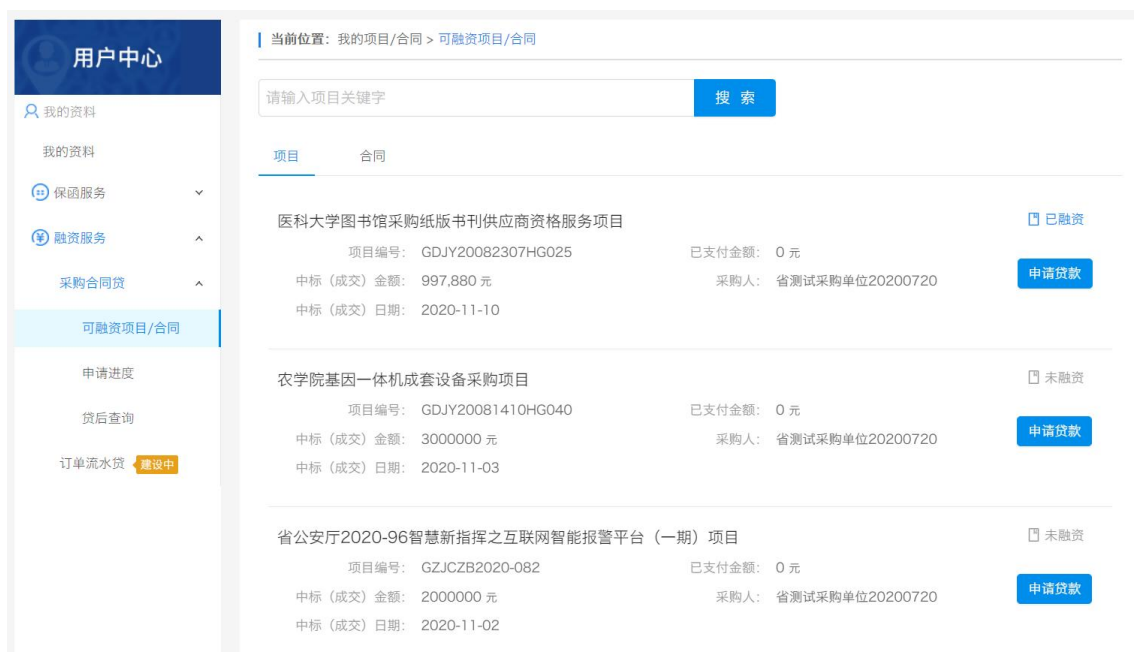 用户中心
我的资料
我的资料
保函服务
融资服务
采购合同贷
可融资项目/合同
申请进度
贷后查询
订单流水贷 建设中
当前位置：我的项目/合同 > 可融资项目/合同
请输入项目关键字 搜 索
项目 合同
医科大学图书馆采购纸版书刊供应商资格服务项目 已融资
项目编号： GDJY20082307HG025 已支付金额： 0 元
中标（成交）金额： 997,880 元 采购人： 省测试采购单位20200720 申请贷款
中标（成交）日期： 2020-11-10
农学院基因一体机成套设备采购项目 未融资
项目编号： GDJY20081410HG040 已支付金额： 0 元
中标（成交）金额： 3000000 元 采购人： 省测试采购单位20200720 申请贷款
中标（成交）日期： 2020-11-03
省公安厅2020-96智慧新指挥之互联网智能报警平台（一期）项目 未融资
项目编号： GZJCZB2020-082 已支付金额： 0 元
中标（成交）金额： 2000000 元 采购人： 省测试采购单位20200720 申请贷款
中标（成交）日期： 2020-11-02